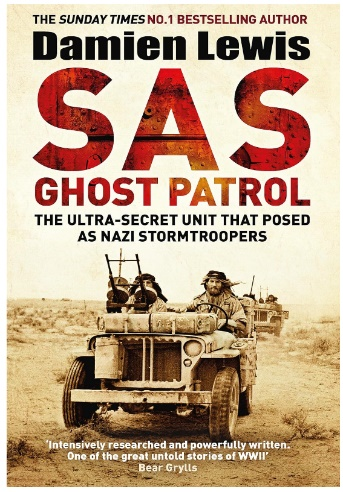 THE SUNDAY TIMES NO.1 BESTSELLING AUTHOR
Damien Lewis
SAS
GHOST PATROL
THE ULTRA-SECRET UNIT THAT POSED
AS NAZI STORMTROOPERS
'Intensively researched and powerfully written.
One of the great untold stories of WWII'
Bear Grylls